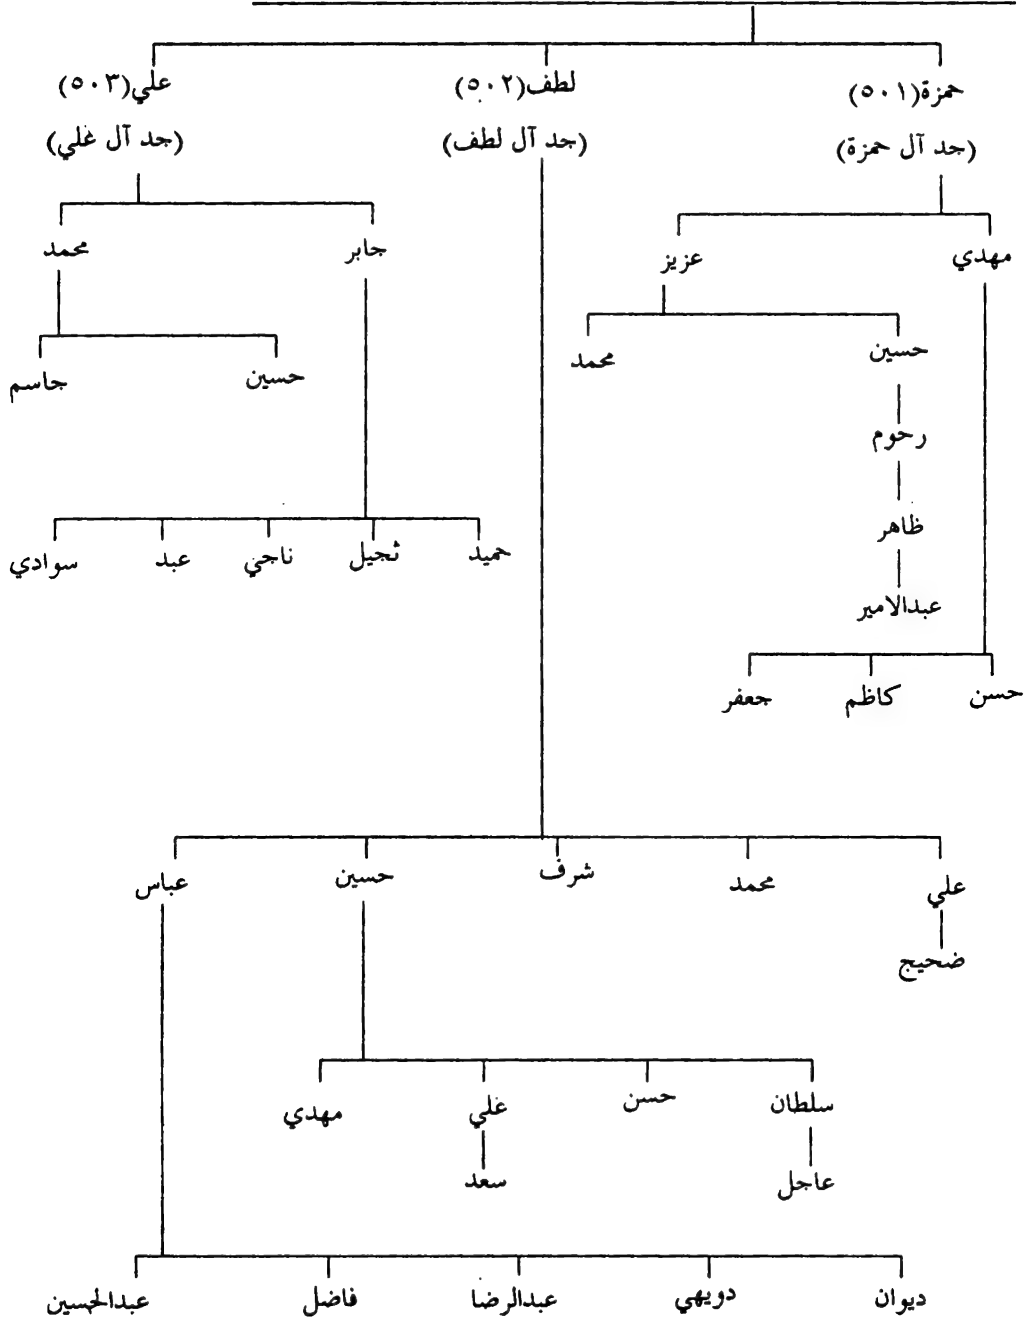 حمزة(٥٠١) لطف(٥٠٢) علي(٥٠٣)
(جد آل حمزة) (جد آل لطف) (جد آل غلي)
مهدي عزيز جابر محمد
حسين محمد حسين جاسم
رحوم
ظاهر
حميد ثجيل ناجي عبد سوادي
عبدالامير
حسن كاظم جعفر
علي محمد شرف حسين عباس
ضحيج
سلطان حسن غلي مهدي
عاجل سعد
ديوان دويهي عبدالرضا فاضل عبدالحسين